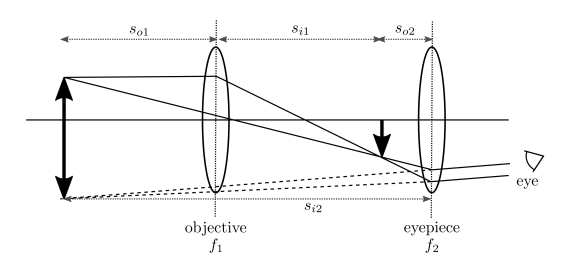 s_{o1} s_{i1} s_{o2}
eye
s_{i2}
objective eyepiece
f_1 f_2